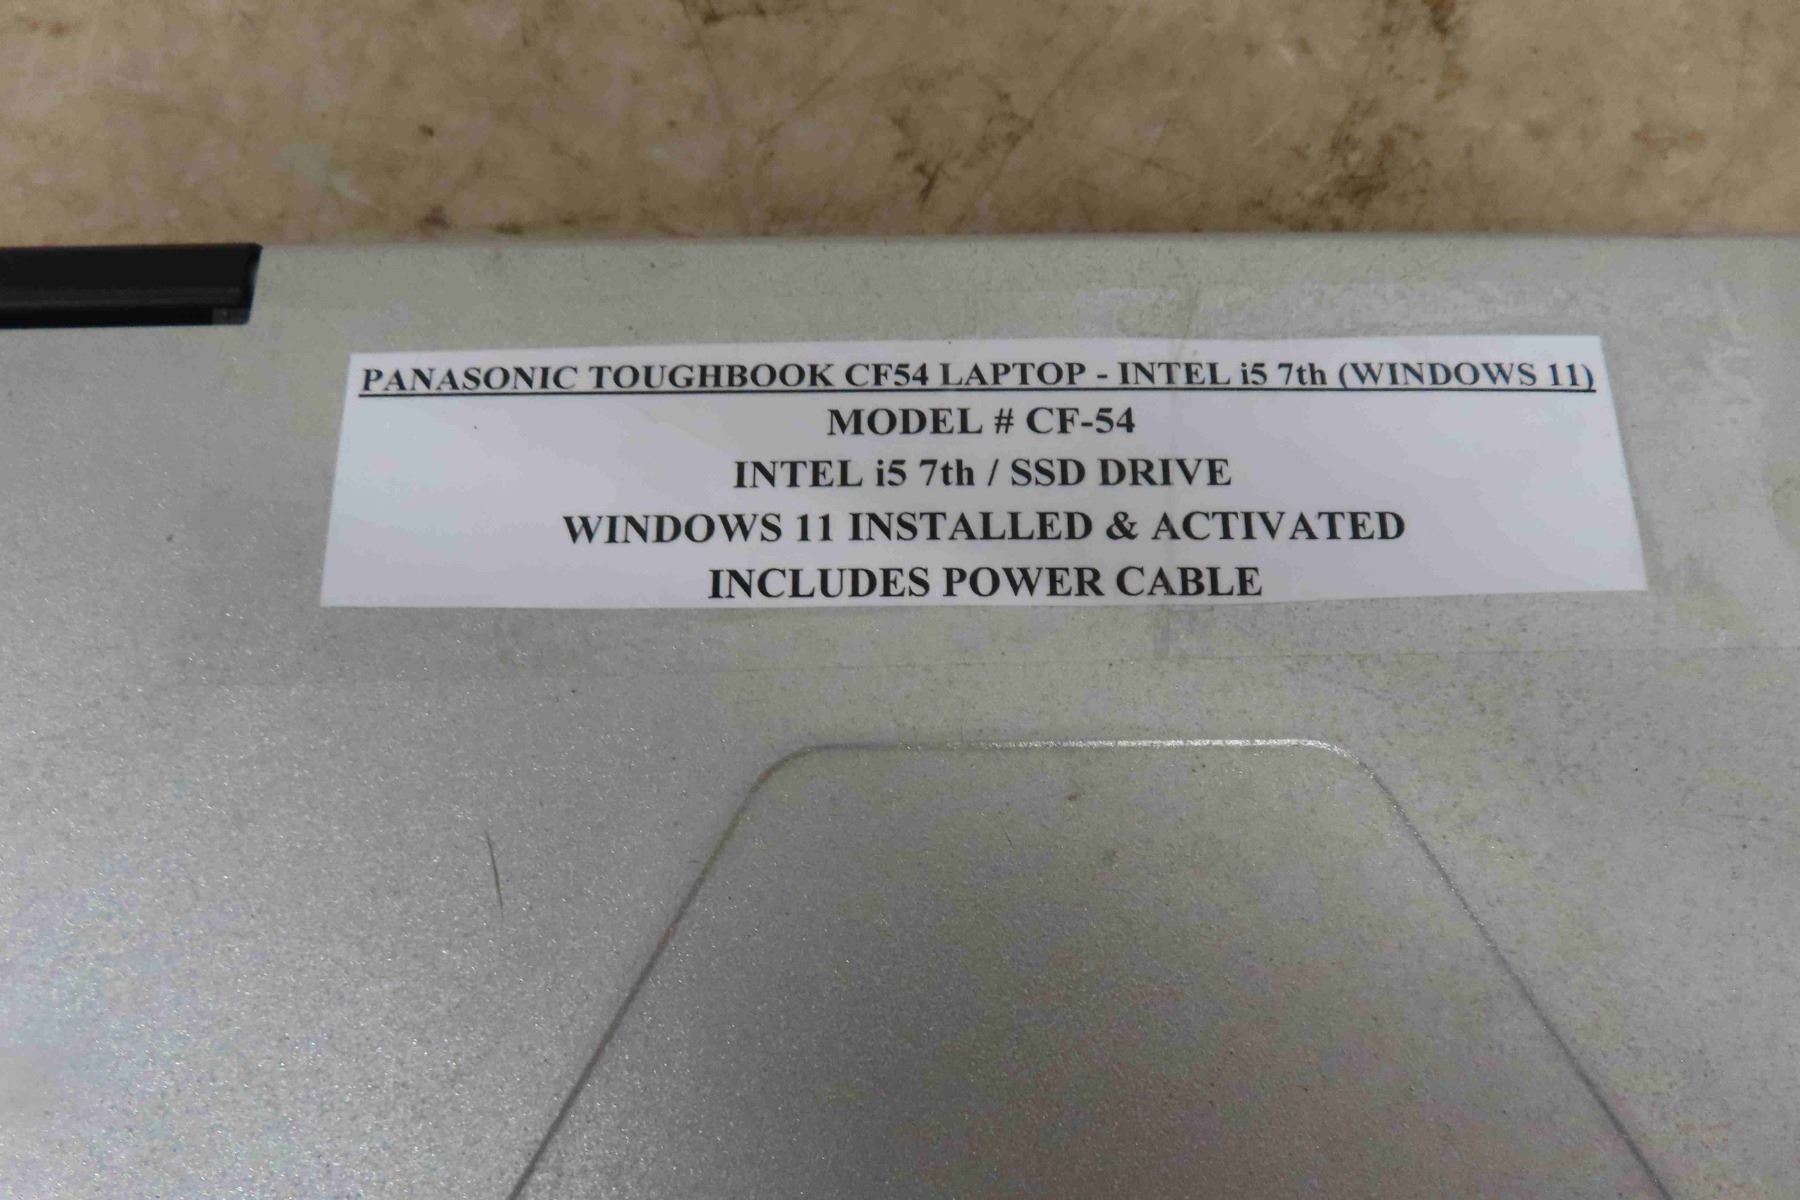 PANASONIC TOUGHBOOK CF54 LAPTOP - INTEL i5 7th (WINDOWS 11)
MODEL # CF-54
INTEL i5 7th / SSD DRIVE
WINDOWS 11 INSTALLED & ACTIVATED
INCLUDES POWER CABLE